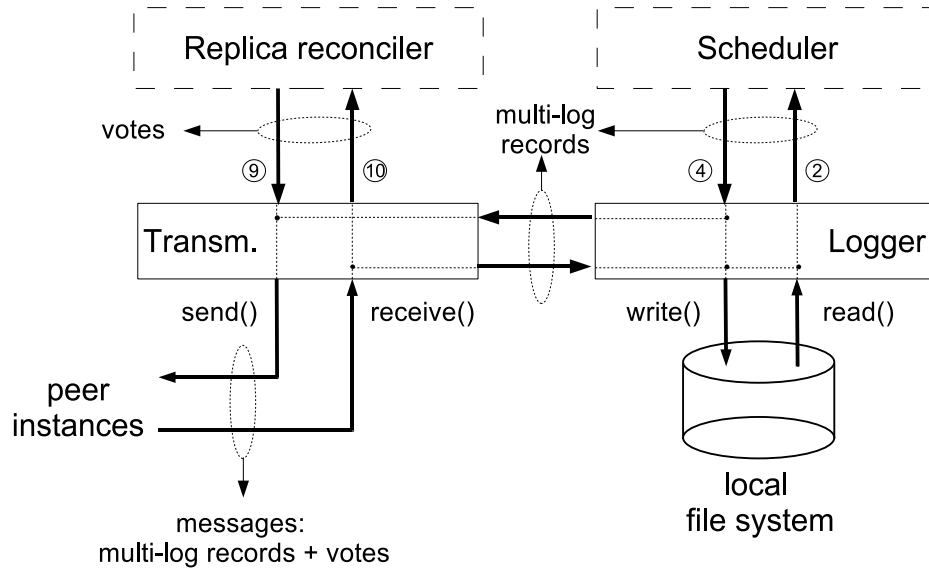 Replica reconciler
Scheduler
votes
multi-log
records
⑨
⑩
④
②
Transm.
Logger
send()
receive()
write()
read()
peer
instances
local
file system
messages:
multi-log records + votes